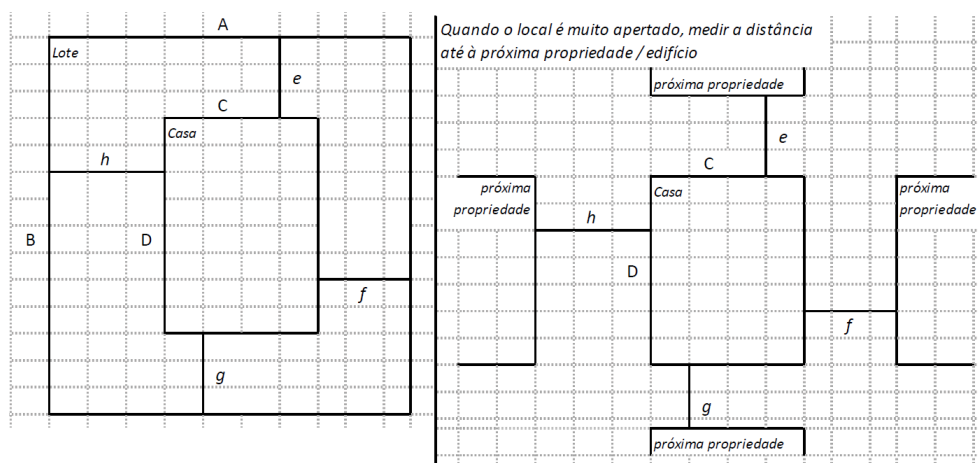 A
Lote
e
C
Casa
h
B
D
f
g
Quando o local é muito apertado, medir a distância
até à próxima propriedade / edifício
próxima propriedade
e
C
próxima
propriedade
Casa
próxima
propriedade
h
D
f
g
próxima propriedade